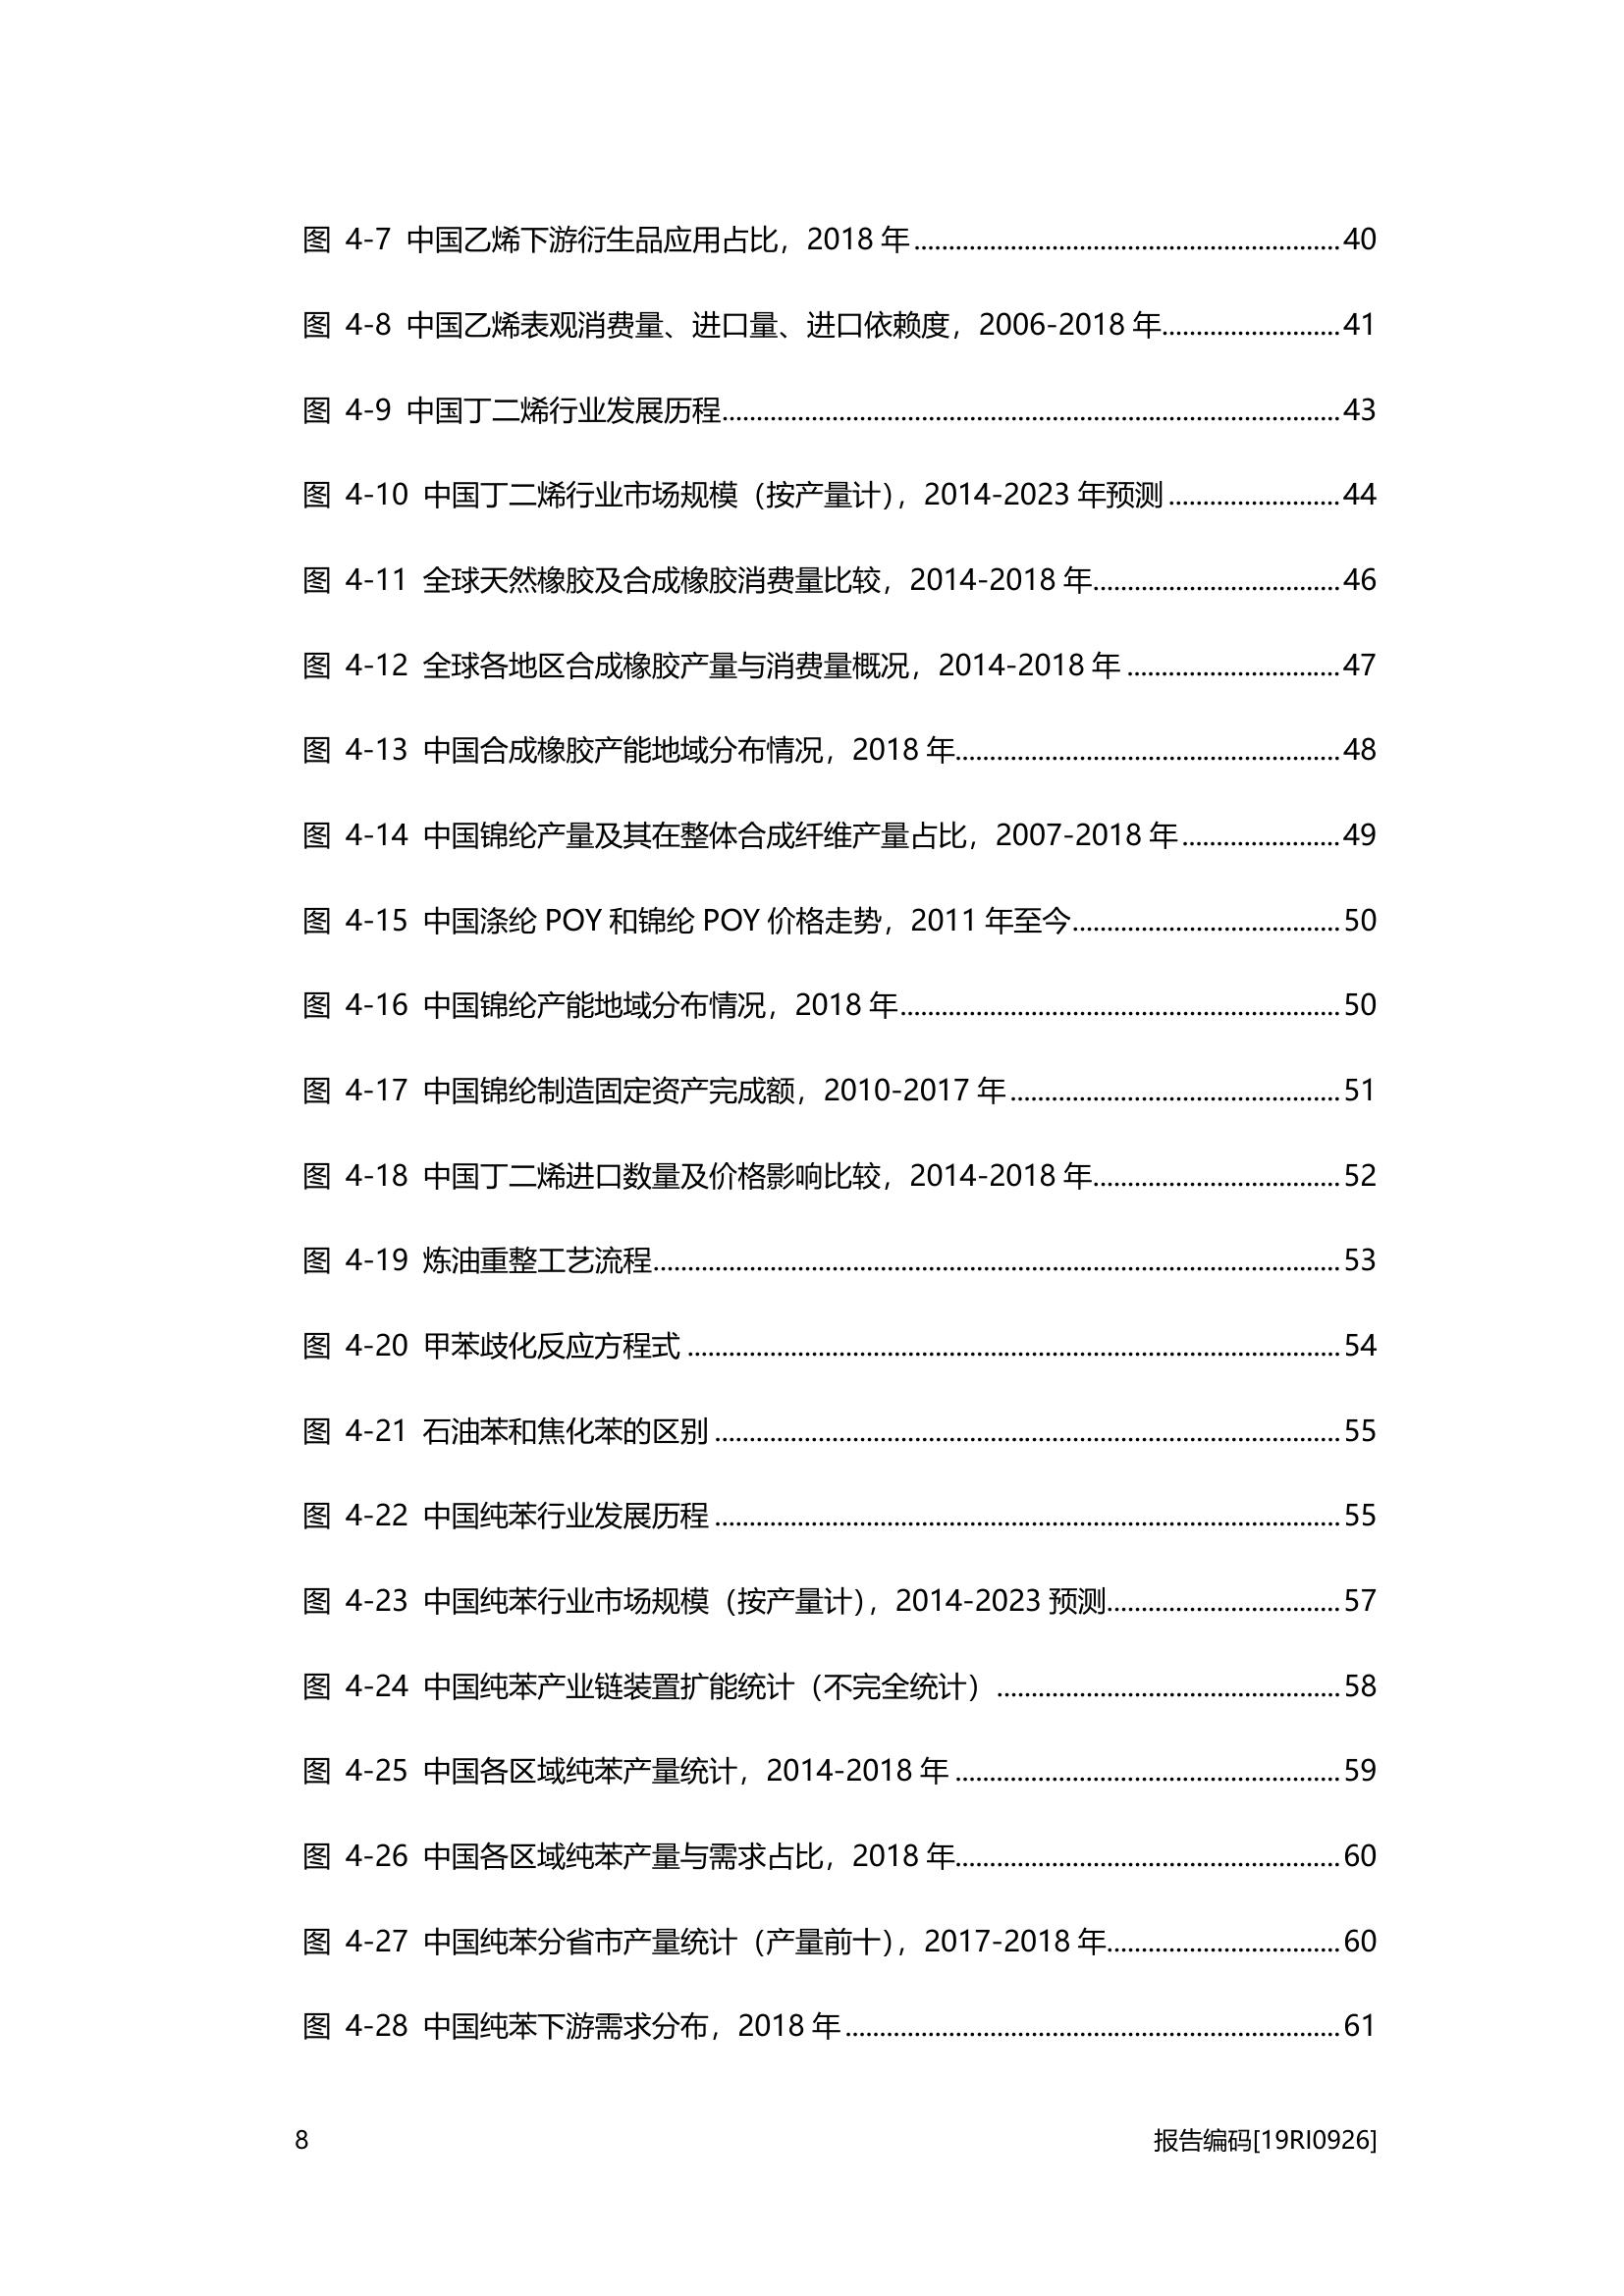 图 4-7 中国乙烯下游衍生品应用占比，2018 年........................................................40
图 4-8 中国乙烯表观消费量、进口量、进口依赖度，2006-2018 年........................41
图 4-9 中国丁二烯行业发展历程........................................................................43
图 4-10 中国丁二烯行业市场规模（按产量计），2014-2023 年预测........................44
图 4-11 全球天然橡胶及合成橡胶消费量比较，2014-2018 年................................46
图 4-12 全球各地区合成橡胶产量与消费量概况，2014-2018 年............................47
图 4-13 中国合成橡胶产能地域分布情况，2018 年................................................48
图 4-14 中国锦纶产量及其在整体合成纤维产量占比，2007-2018 年......................49
图 4-15 中国涤纶 POY 和锦纶 POY 价格走势，2011 年至今..................................50
图 4-16 中国锦纶产能地域分布情况，2018 年......................................................50
图 4-17 中国锦纶制造固定资产完成额，2010-2017 年..........................................51
图 4-18 中国丁二烯进口数量及价格影响比较，2014-2018 年................................52
图 4-19 炼油重整工艺流程................................................................................53
图 4-20 甲苯歧化反应方程式............................................................................54
图 4-21 石油苯和焦化苯的区别........................................................................55
图 4-22 中国纯苯行业发展历程........................................................................55
图 4-23 中国纯苯行业市场规模（按产量计），2014-2023 预测..............................57
图 4-24 中国纯苯产业链装置扩能统计（不完全统计）..........................................58
图 4-25 中国各区域纯苯产量统计，2014-2018 年................................................59
图 4-26 中国各区域纯苯产量与需求占比，2018 年................................................60
图 4-27 中国纯苯分省市产量统计（产量前十），2017-2018 年..............................60
图 4-28 中国纯苯下游需求分布，2018 年............................................................61
8 报告编码[19RI0926]